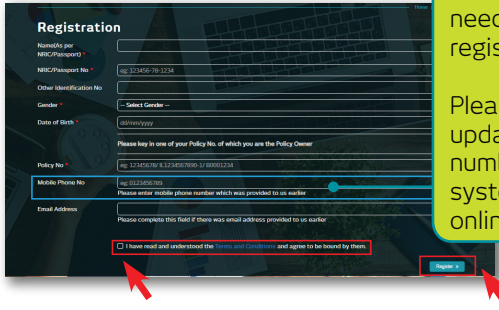 Home
Registration
Name(As per
NRIC/Passport) *
NRIC/Passport No *
eg: 123456-78-1234
Other Identification No
Gender *
-- Select Gender --
Date of Birth *
dd/mm/yyyy
Please key in one of your Policy No. of which you are the Policy Owner
Policy No *
eg: 12345678/ 8.1234567890-1/ B0001234
Mobile Phone No
eg: 0123456789
Please enter mobile phone number which was provided to us earlier
Email Address
Please complete this field if there was email address provided to us earlier
I have read and understood the Terms and Conditions and agree to be bound by them.
Register »
need
regis
Plea
upda
num
syste
onlin